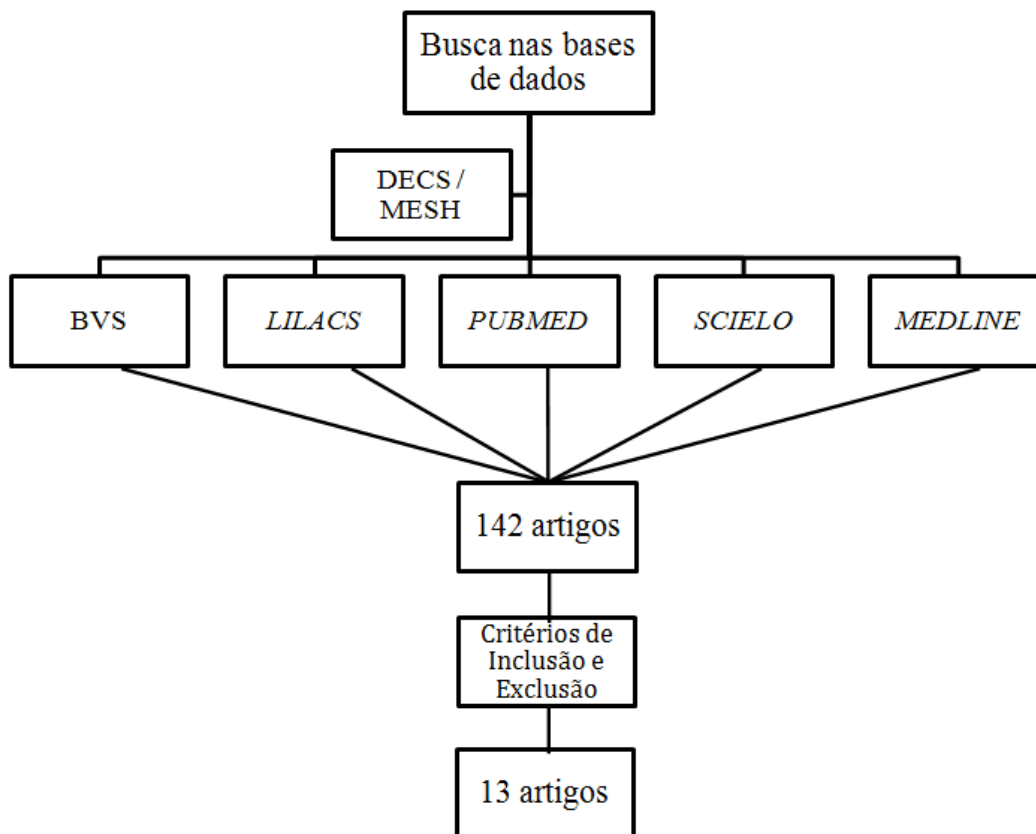 Busca nas bases
de dados
DECS /
MESH
BVS
LILACS
PUBMED
SCIELO
MEDLINE
142 artigos
Critérios de
Inclusão e
Exclusão
13 artigos